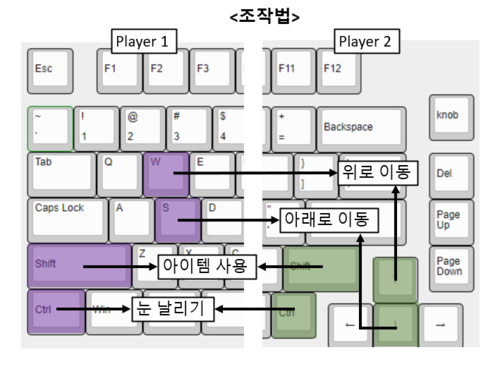 <조작법>
Player 1 Player 2
Esc F1 F2 F3 F11 F12
~ ! @ # $ +
` 1 2 3 4 = Backspace knob
Tab Q W E } 위로 이동 Del
]
Caps Lock A S D " 아래로 이동 Page Up
Shift Z X C 아이템 사용 Shift Page Down
Ctrl Win 눈 날리기 Ctrl ← ↓ →